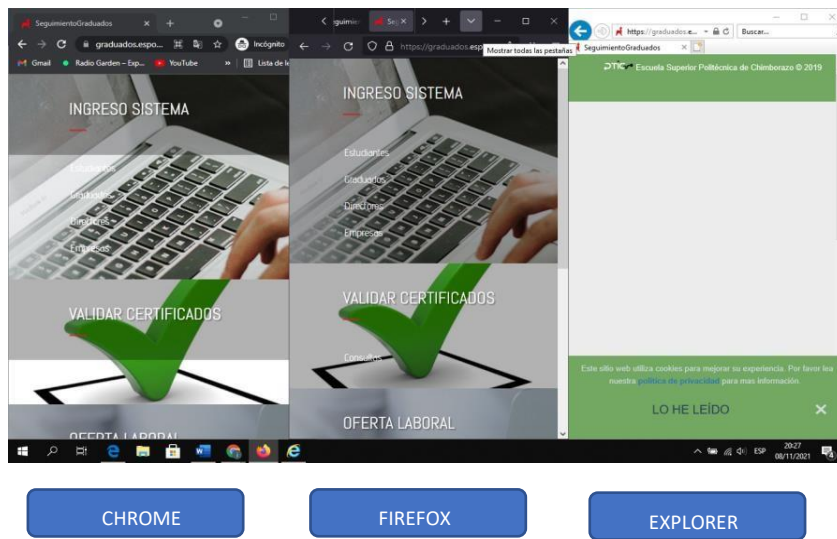 SeguimientoGraduados
graduados.espo...
Incógnito
Gmail
Radio Garden – Esp...
YouTube
Lista de le
INGRESO SISTEMA
Estudiantes
Graduados
Directores
Empresas
VALIDAR CERTIFICADOS
OFERTA LABORAL
https://graduados.esp
Mostrar todas las pestañas
INGRESO SISTEMA
Estudiantes
Graduados
Directores
Empresas
VALIDAR CERTIFICADOS
Consultas
OFERTA LABORAL
https://graduados.e...
Buscar...
SeguimientoGraduados
DTIC Escuela Superior Politécnica de Chimborazo © 2019
Este sitio web utiliza cookies para mejorar su experiencia. Por favor lea
nuestra política de privacidad para mas información.
LO HE LEÍDO
ESP
20:27
08/11/2021
CHROME
FIREFOX
EXPLORER